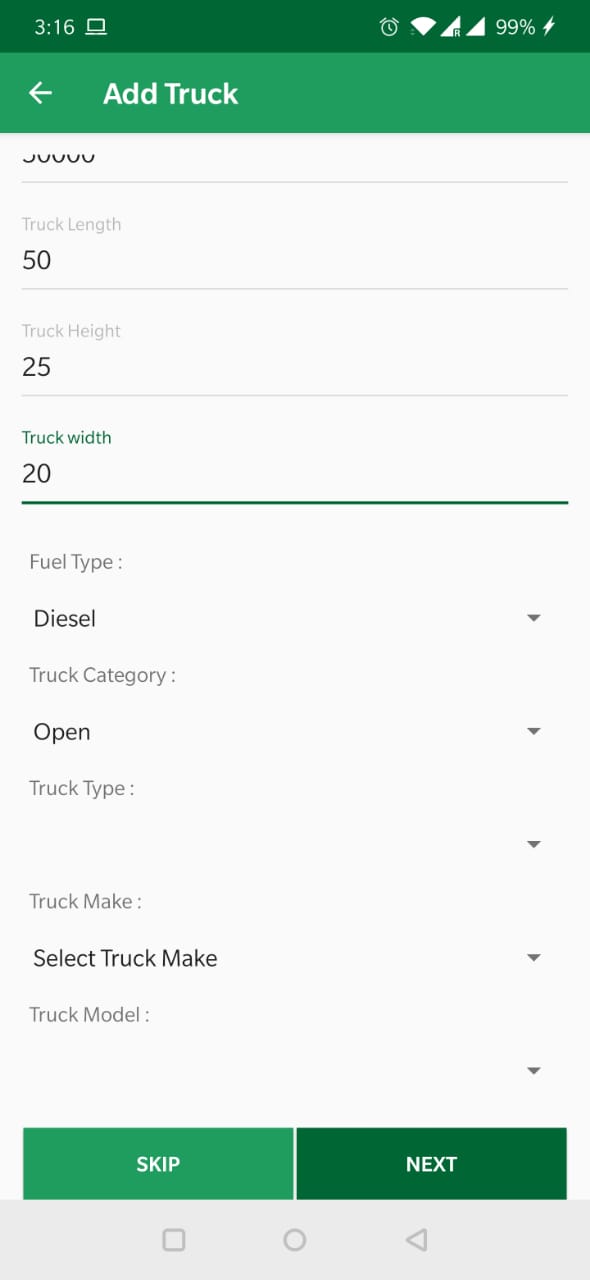 3:16
R
99%
Add Truck
Truck Length
50
Truck Height
25
Truck width
20
Fuel Type :
Diesel
Truck Category :
Open
Truck Type :
Truck Make :
Select Truck Make
Truck Model :
SKIP
NEXT